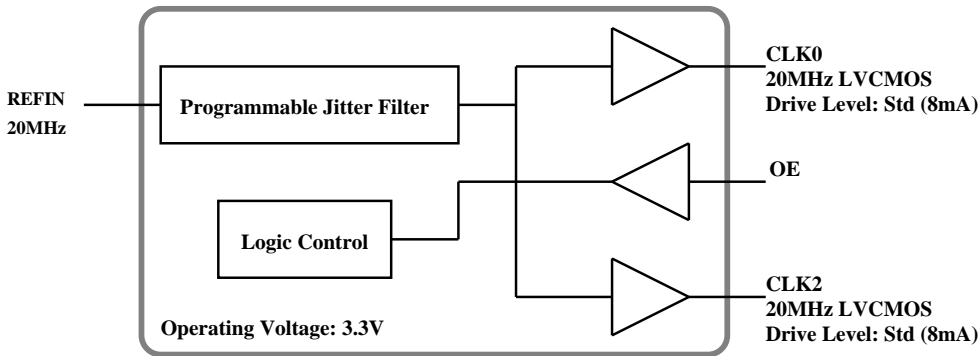 REFIN
20MHz
Programmable Jitter Filter
Logic Control
Operating Voltage: 3.3V
CLK0
20MHz LVCMOS
Drive Level: Std (8mA)
OE
CLK2
20MHz LVCMOS
Drive Level: Std (8mA)